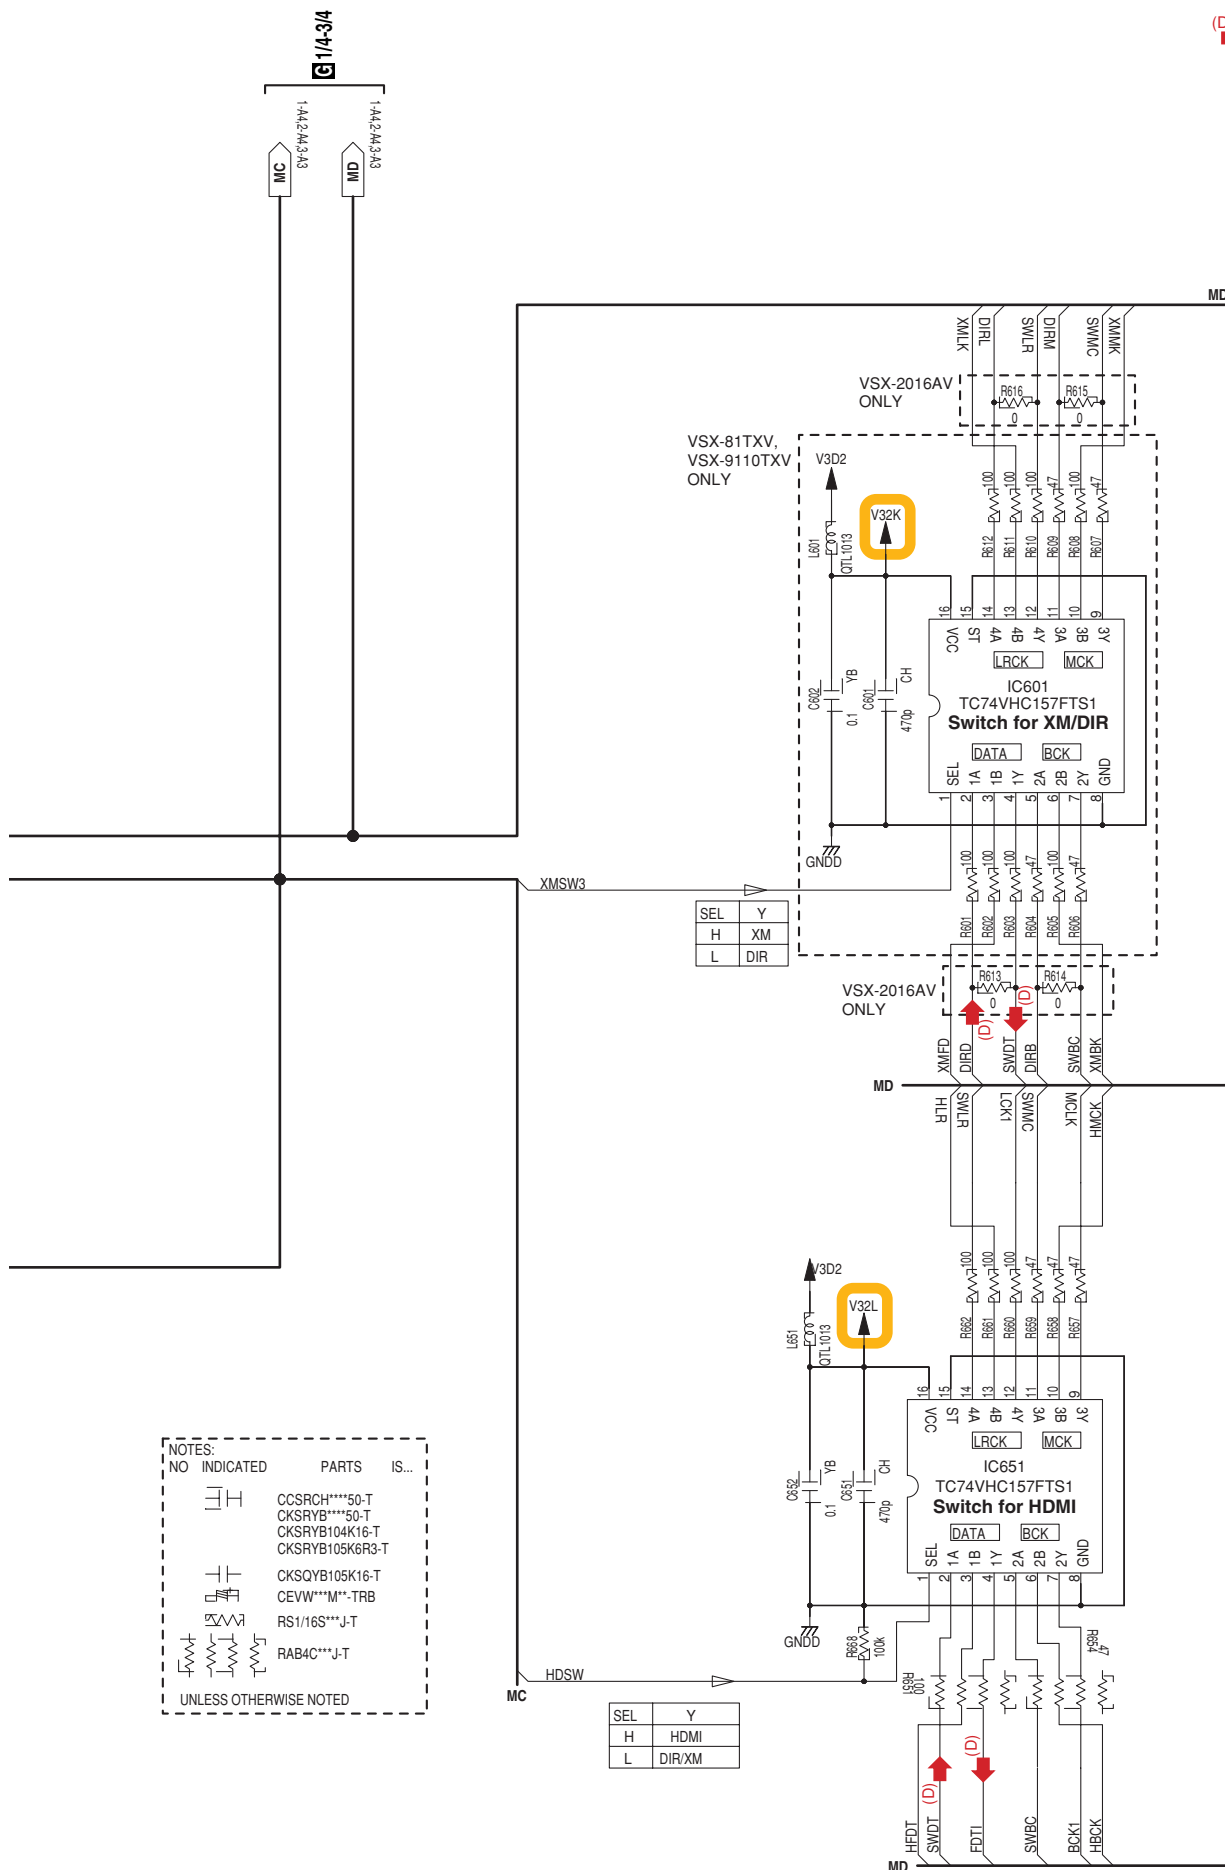 (D
G 1/4-3/4
1-A4,2-A4,3-A3
1-A4,2-A4,3-A3
MC
MD
MD
XMLK
DIRL
SWLR
DIRM
SWMC
XMMK
VSX-2016AV
ONLY
R616
0
R615
0
VSX-81TXV,
VSX-9110TXV
ONLY
V3D2
V32K
L601
QTL1013
100
100
100
47
100
47
R612
R611
R610
R609
R608
R607
16
15
14
13
12
11
10
9
VCC
ST
4A
4B
4Y
3A
3B
3Y
LRCK
MCK
IC601
TC74VHC157FTS1
Switch for XM/DIR
DATA
BCK
SEL
1A
1B
1Y
2A
2B
2Y
GND
1
2
3
4
5
6
7
8
C602
YB
0.1
C601
CH
470p
GNDD
XMSW3
SEL Y
H XM
L DIR
100
100
100
47
100
47
R601
R602
R603
R604
R605
R606
VSX-2016AV
ONLY
R613
0
R614
0
(D)
(D)
XMFD
DIRD
SWDT
DIRB
SWBC
XMBK
MD
HLR
SWLR
LCK1
SWMC
MCLK
HMCK
V3D2
V32L
L651
QTL1013
100
100
100
47
47
47
R662
R661
R660
R659
R658
R657
16
15
14
13
12
11
10
9
VCC
ST
4A
4B
4Y
3A
3B
3Y
LRCK
MCK
IC651
TC74VHC157FTS1
Switch for HDMI
DATA
BCK
SEL
1A
1B
1Y
2A
2B
2Y
GND
1
2
3
4
5
6
7
8
C652
YB
0.1
C651
CH
470p
GNDD
R668
100k
HDSW
MC
SEL Y
H HDMI
L DIR/XM
R651
100
R654
47
(D)
(D)
HFDT
SWDT
FDTI
SWBC
BCK1
HBCK
MD
NOTES:
NO INDICATED PARTS IS...
CCSRCH****50-T
CKSRYB****50-T
CKSRYB104K16-T
CKSRYB105K6R3-T
CKSQYB105K16-T
CEVW***M**-TRB
RS1/16S***J-T
RAB4C***J-T
UNLESS OTHERWISE NOTED